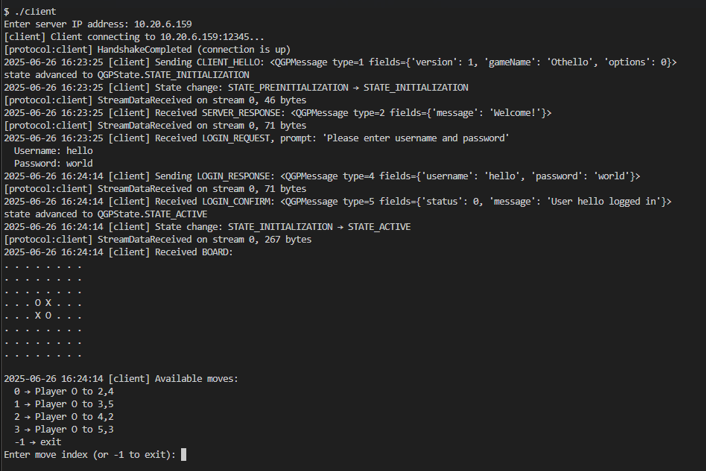 $ ./client
Enter server IP address: 10.20.6.159
[cli] Client connecting to 10.20.6.159:12345...
[protocol:client] HandshakeCompleted (connection is up)
2025-06-26 16:23:25 [client] Sending CLIENT_HELLO: <QGPMessage type=1 fields={'version': 1, 'gameName': 'Othello', 'options': 0}>
state advanced to QGPState.STATE_INITIALIZATION
2025-06-26 16:23:25 [client] State change: STATE_PREINITIALIZATION → STATE_INITIALIZATION
[protocol:client] StreamDataReceived on stream 0, 46 bytes
2025-06-26 16:23:25 [client] Received SERVER_RESPONSE: <QGPMessage type=2 fields={'message': 'Welcome!'}>
[protocol:client] StreamDataReceived on stream 0, 71 bytes
2025-06-26 16:23:25 [client] Received LOGIN_REQUEST, prompt: 'Please enter username and password'
Username: hello
Password: world
2025-06-26 16:24:14 [client] Sending LOGIN_RESPONSE: <QGPMessage type=4 fields={'username': 'hello', 'password': 'world'}>
[protocol:client] StreamDataReceived on stream 0, 71 bytes
2025-06-26 16:24:14 [client] Received LOGIN_CONFIRM: <QGPMessage type=5 fields={'status': 0, 'message': 'User hello logged in'}>
state advanced to QGPState.STATE_ACTIVE
2025-06-26 16:24:14 [client] State change: STATE_INITIALIZATION → STATE_ACTIVE
[protocol:client] StreamDataReceived on stream 0, 267 bytes
2025-06-26 16:24:14 [client] Received BOARD:
. . . . . . . .
. . . . . . . .
. . . . . . . .
. . . O X . . .
. . . X O . . .
. . . . . . . .
. . . . . . . .
. . . . . . . .
2025-06-26 16:24:14 [client] Available moves:
0 → Player O to 2,4
1 → Player O to 3,5
2 → Player O to 4,2
3 → Player O to 5,3
-1 → exit
Enter move index (or -1 to exit):